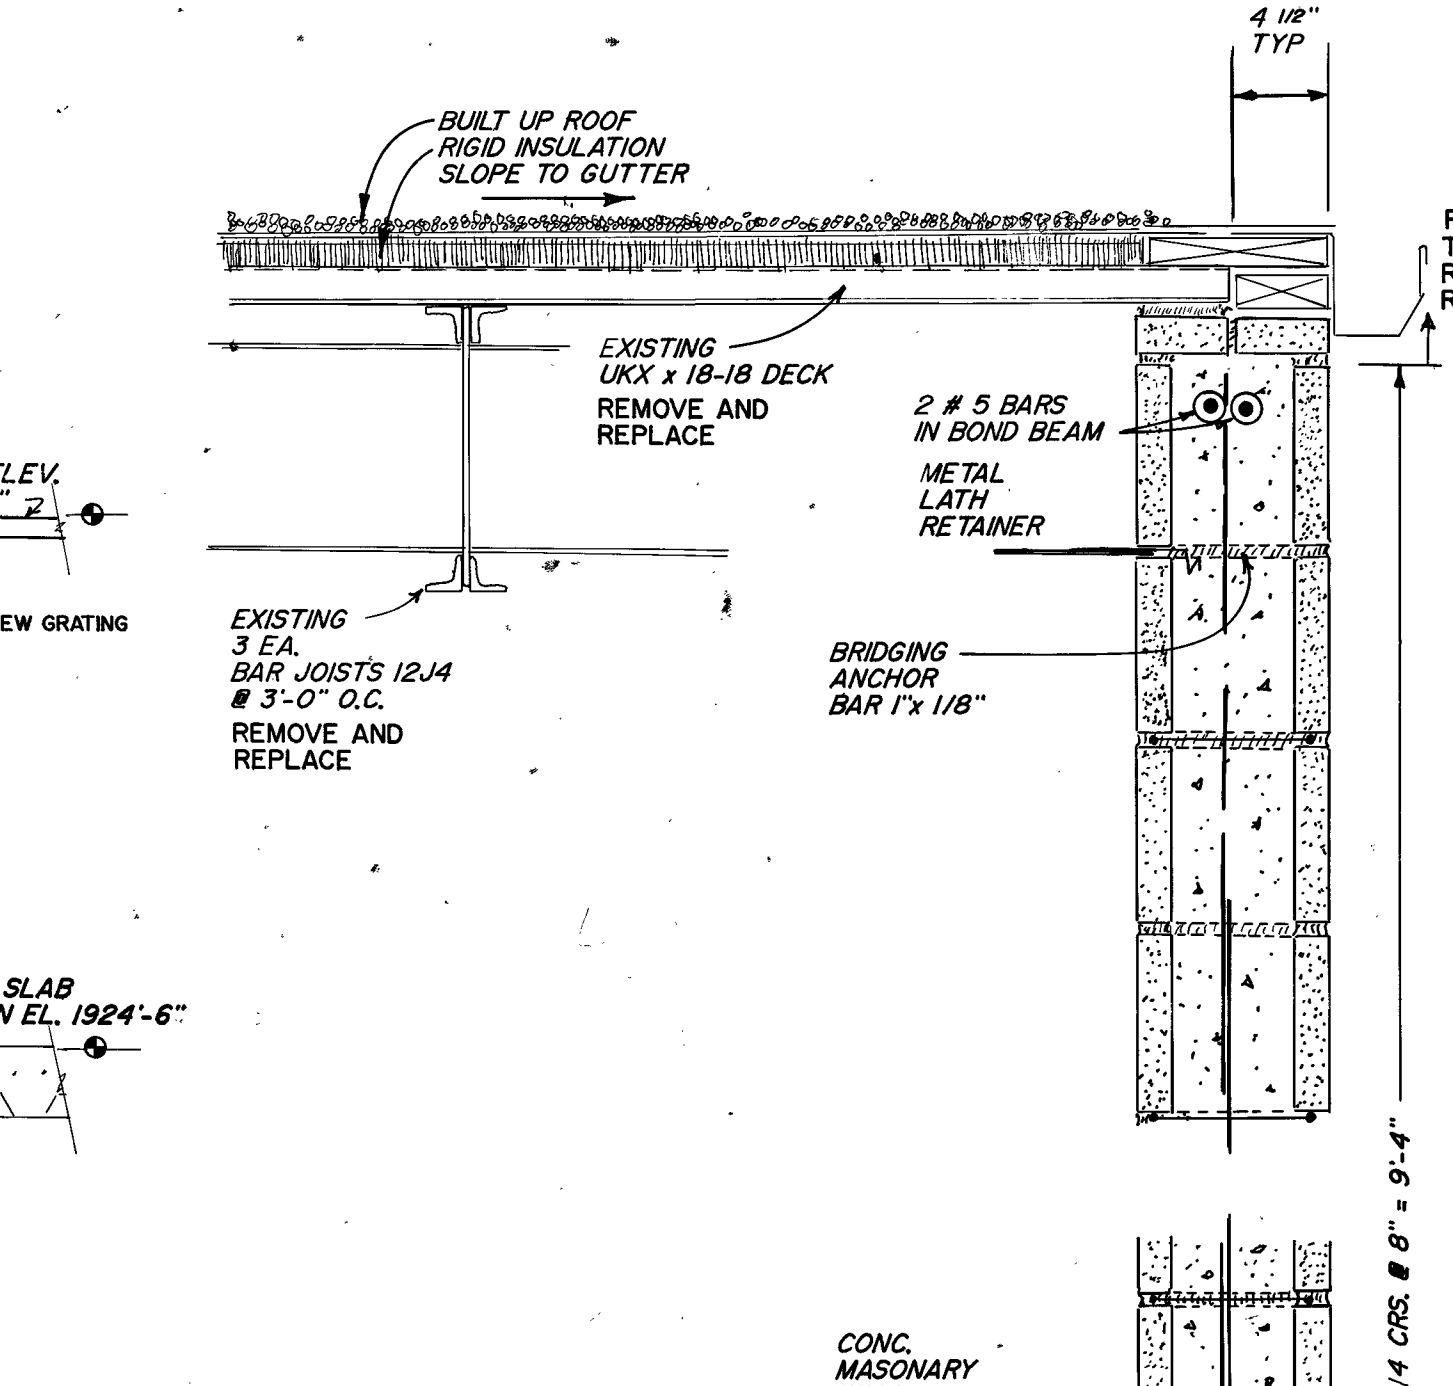 4 1/2"
TYP
BUILT UP ROOF
RIGID INSULATION
SLOPE TO GUTTER
EXISTING
UKX x 18-18 DECK
REMOVE AND
REPLACE
2 # 5 BARS
IN BOND BEAM
METAL
LATH
RETAINER
EW GRATING
EXISTING
3 EA.
BAR JOISTS 12J4
@ 3'-0" O.C.
REMOVE AND
REPLACE
BRIDGING
ANCHOR
BAR 1"x 1/8"
SLAB
N EL. 1924'-6"
14 CRS. @ 8" = 9'-4"
CONC.
MASONARY